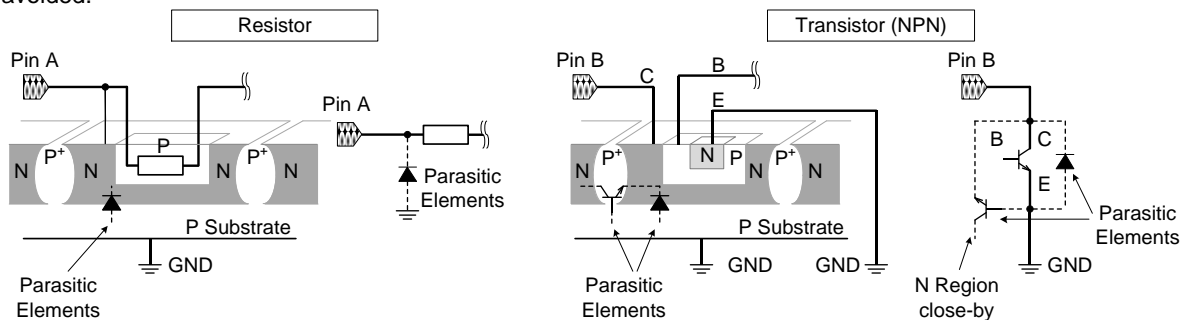 avoided.
Resistor
Transistor (NPN)
Pin A
Pin A
N
P+
N
P
N
P+
N
Parasitic
Elements
P Substrate
GND
Parasitic
Elements
Pin B
C
B
E
N
P+
N
N
P
N
P+
N
P Substrate
GND
GND
Parasitic
Elements
Pin B
B
C
E
Parasitic
Elements
GND
N Region
close-by